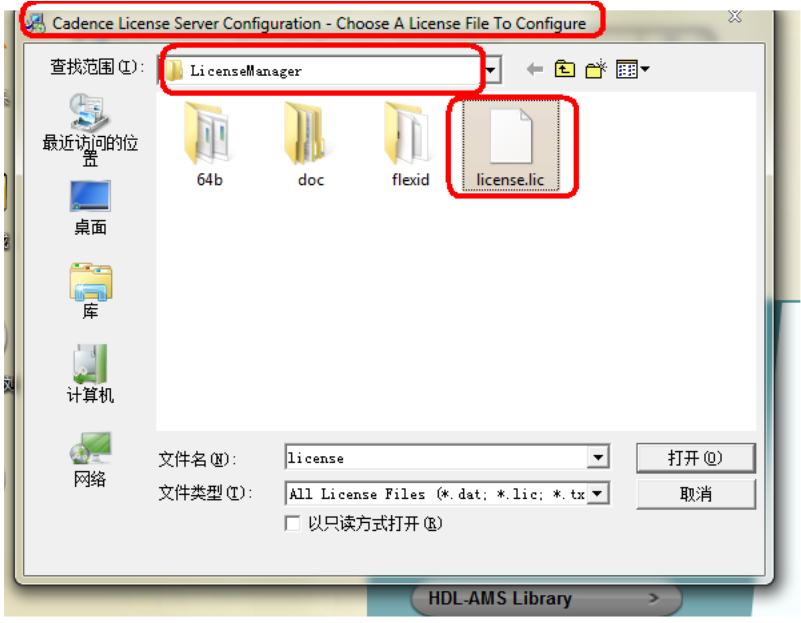 Cadence License Server Configuration - Choose A License File To Configure
查找范围(I):
LicenseManager
64b
doc
flexid
license.lic
最近访问的位
置
桌面
库
计算机
网络
文件名(N):
license
打开(O)
文件类型(T):
All License Files (*.dat; *.lic; *.tx
取消
以只读方式打开(R)
HDL-AMS Library
>